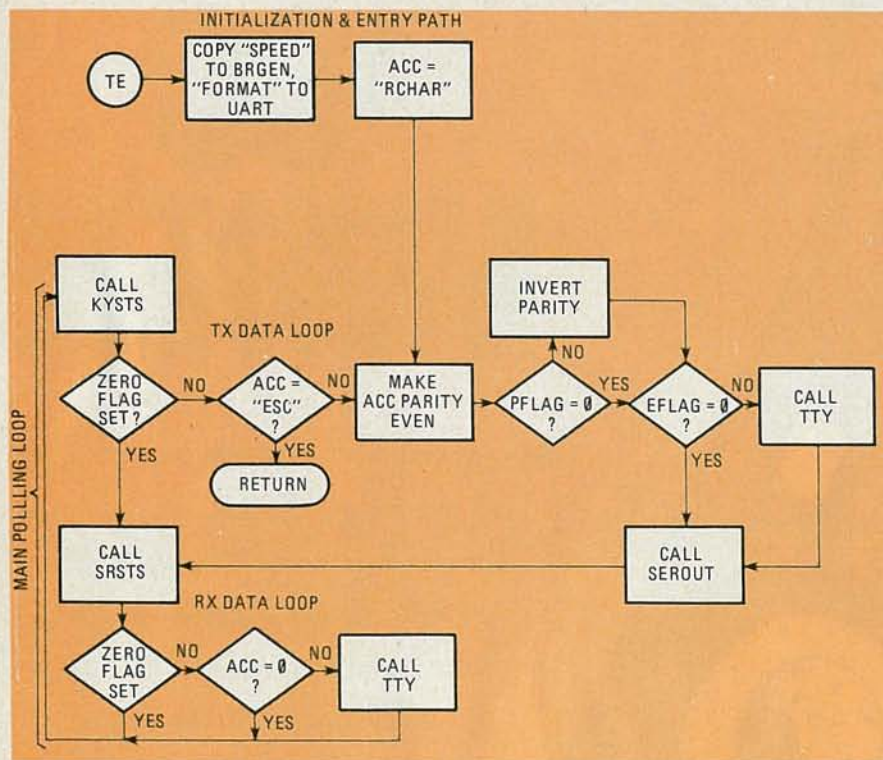 INITIALIZATION & ENTRY PATH
TE
COPY "SPEED"
TO BRGEN,
"FORMAT" TO
UART
ACC =
"RCHAR"
MAIN POLLLING LOOP
CALL
KYSTS
TX DATA LOOP
INVERT
PARITY
NO
ZERO
FLAG
SET?
NO
YES
ACC =
"ESC"
?
NO
YES
RETURN
MAKE
ACC PARITY
EVEN
PFLAG = 0
?
YES
EFLAG = 0
?
NO
YES
CALL
TTY
CALL
SRSTS
CALL
SEROUT
RX DATA LOOP
ZERO
FLAG
SET
NO
YES
ACC = 0
?
NO
YES
CALL
TTY